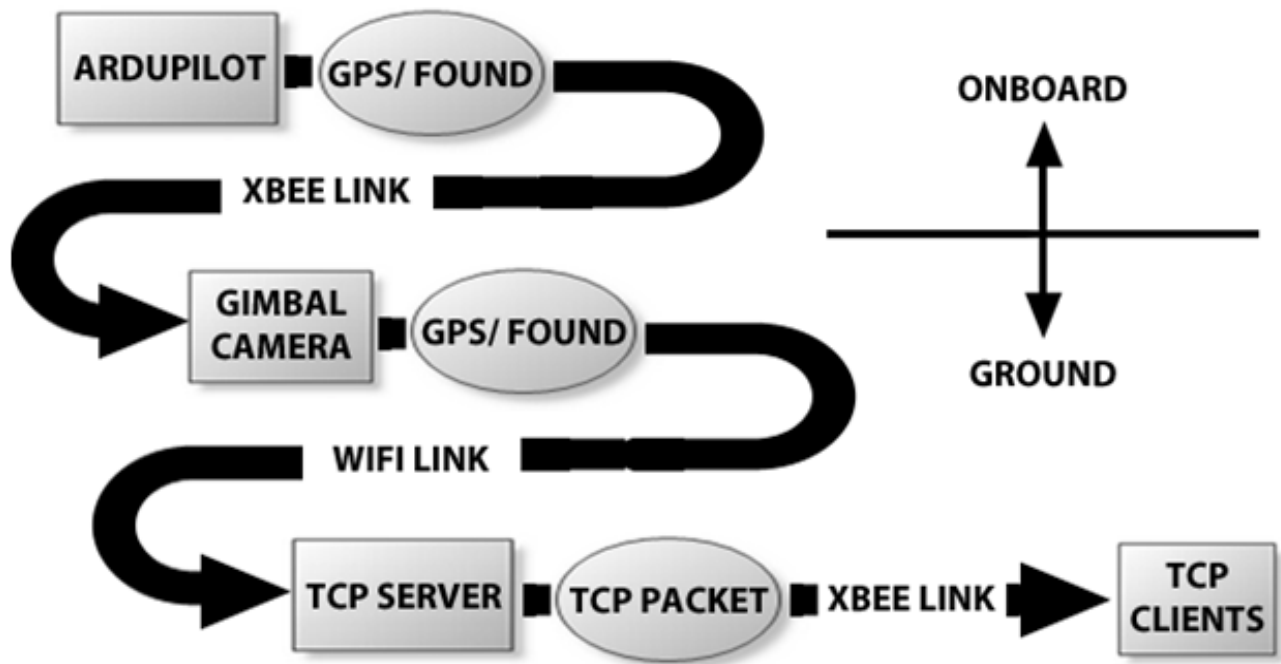 ARDUPILOT
GPS/ FOUND
ONBOARD
XBEE LINK
GIMBAL
CAMERA
GPS/ FOUND
GROUND
WIFI LINK
TCP SERVER
TCP PACKET
XBEE LINK
TCP
CLIENTS